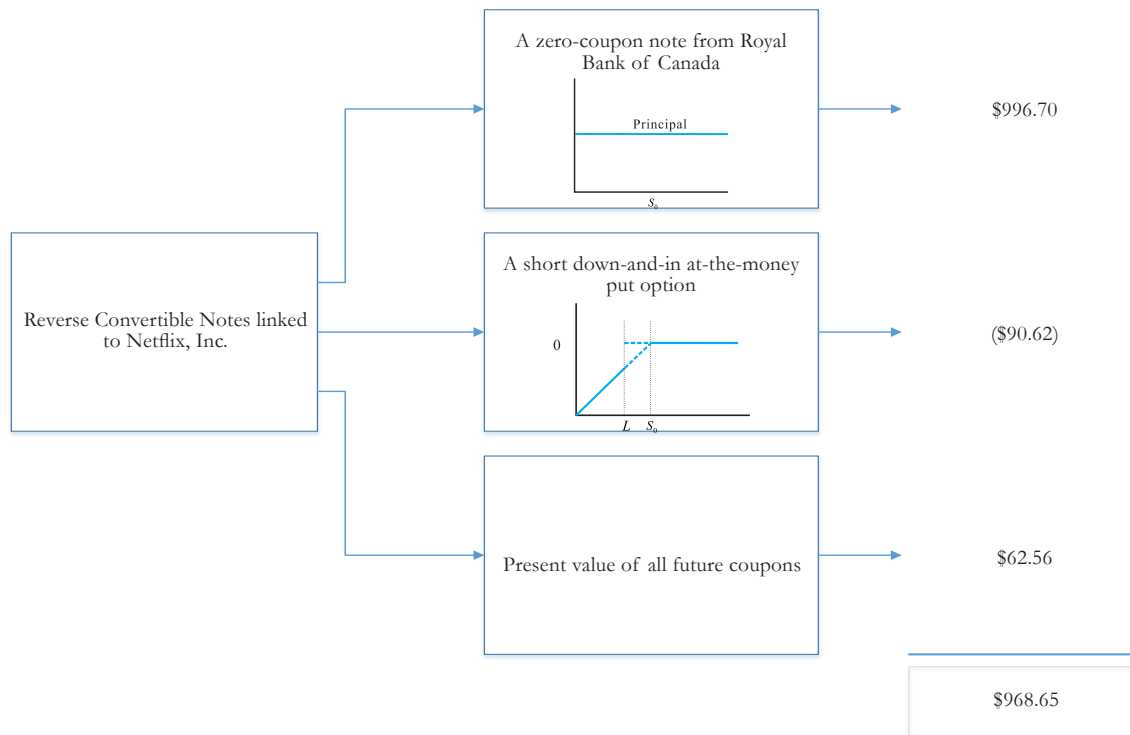 A zero-coupon note from Royal
Bank of Canada
Principal
S₀
$996.70
Reverse Convertible Notes linked
to Netflix, Inc.
A short down-and-in at-the-money
put option
0
L S₀
($90.62)
Present value of all future coupons
$62.56
$968.65